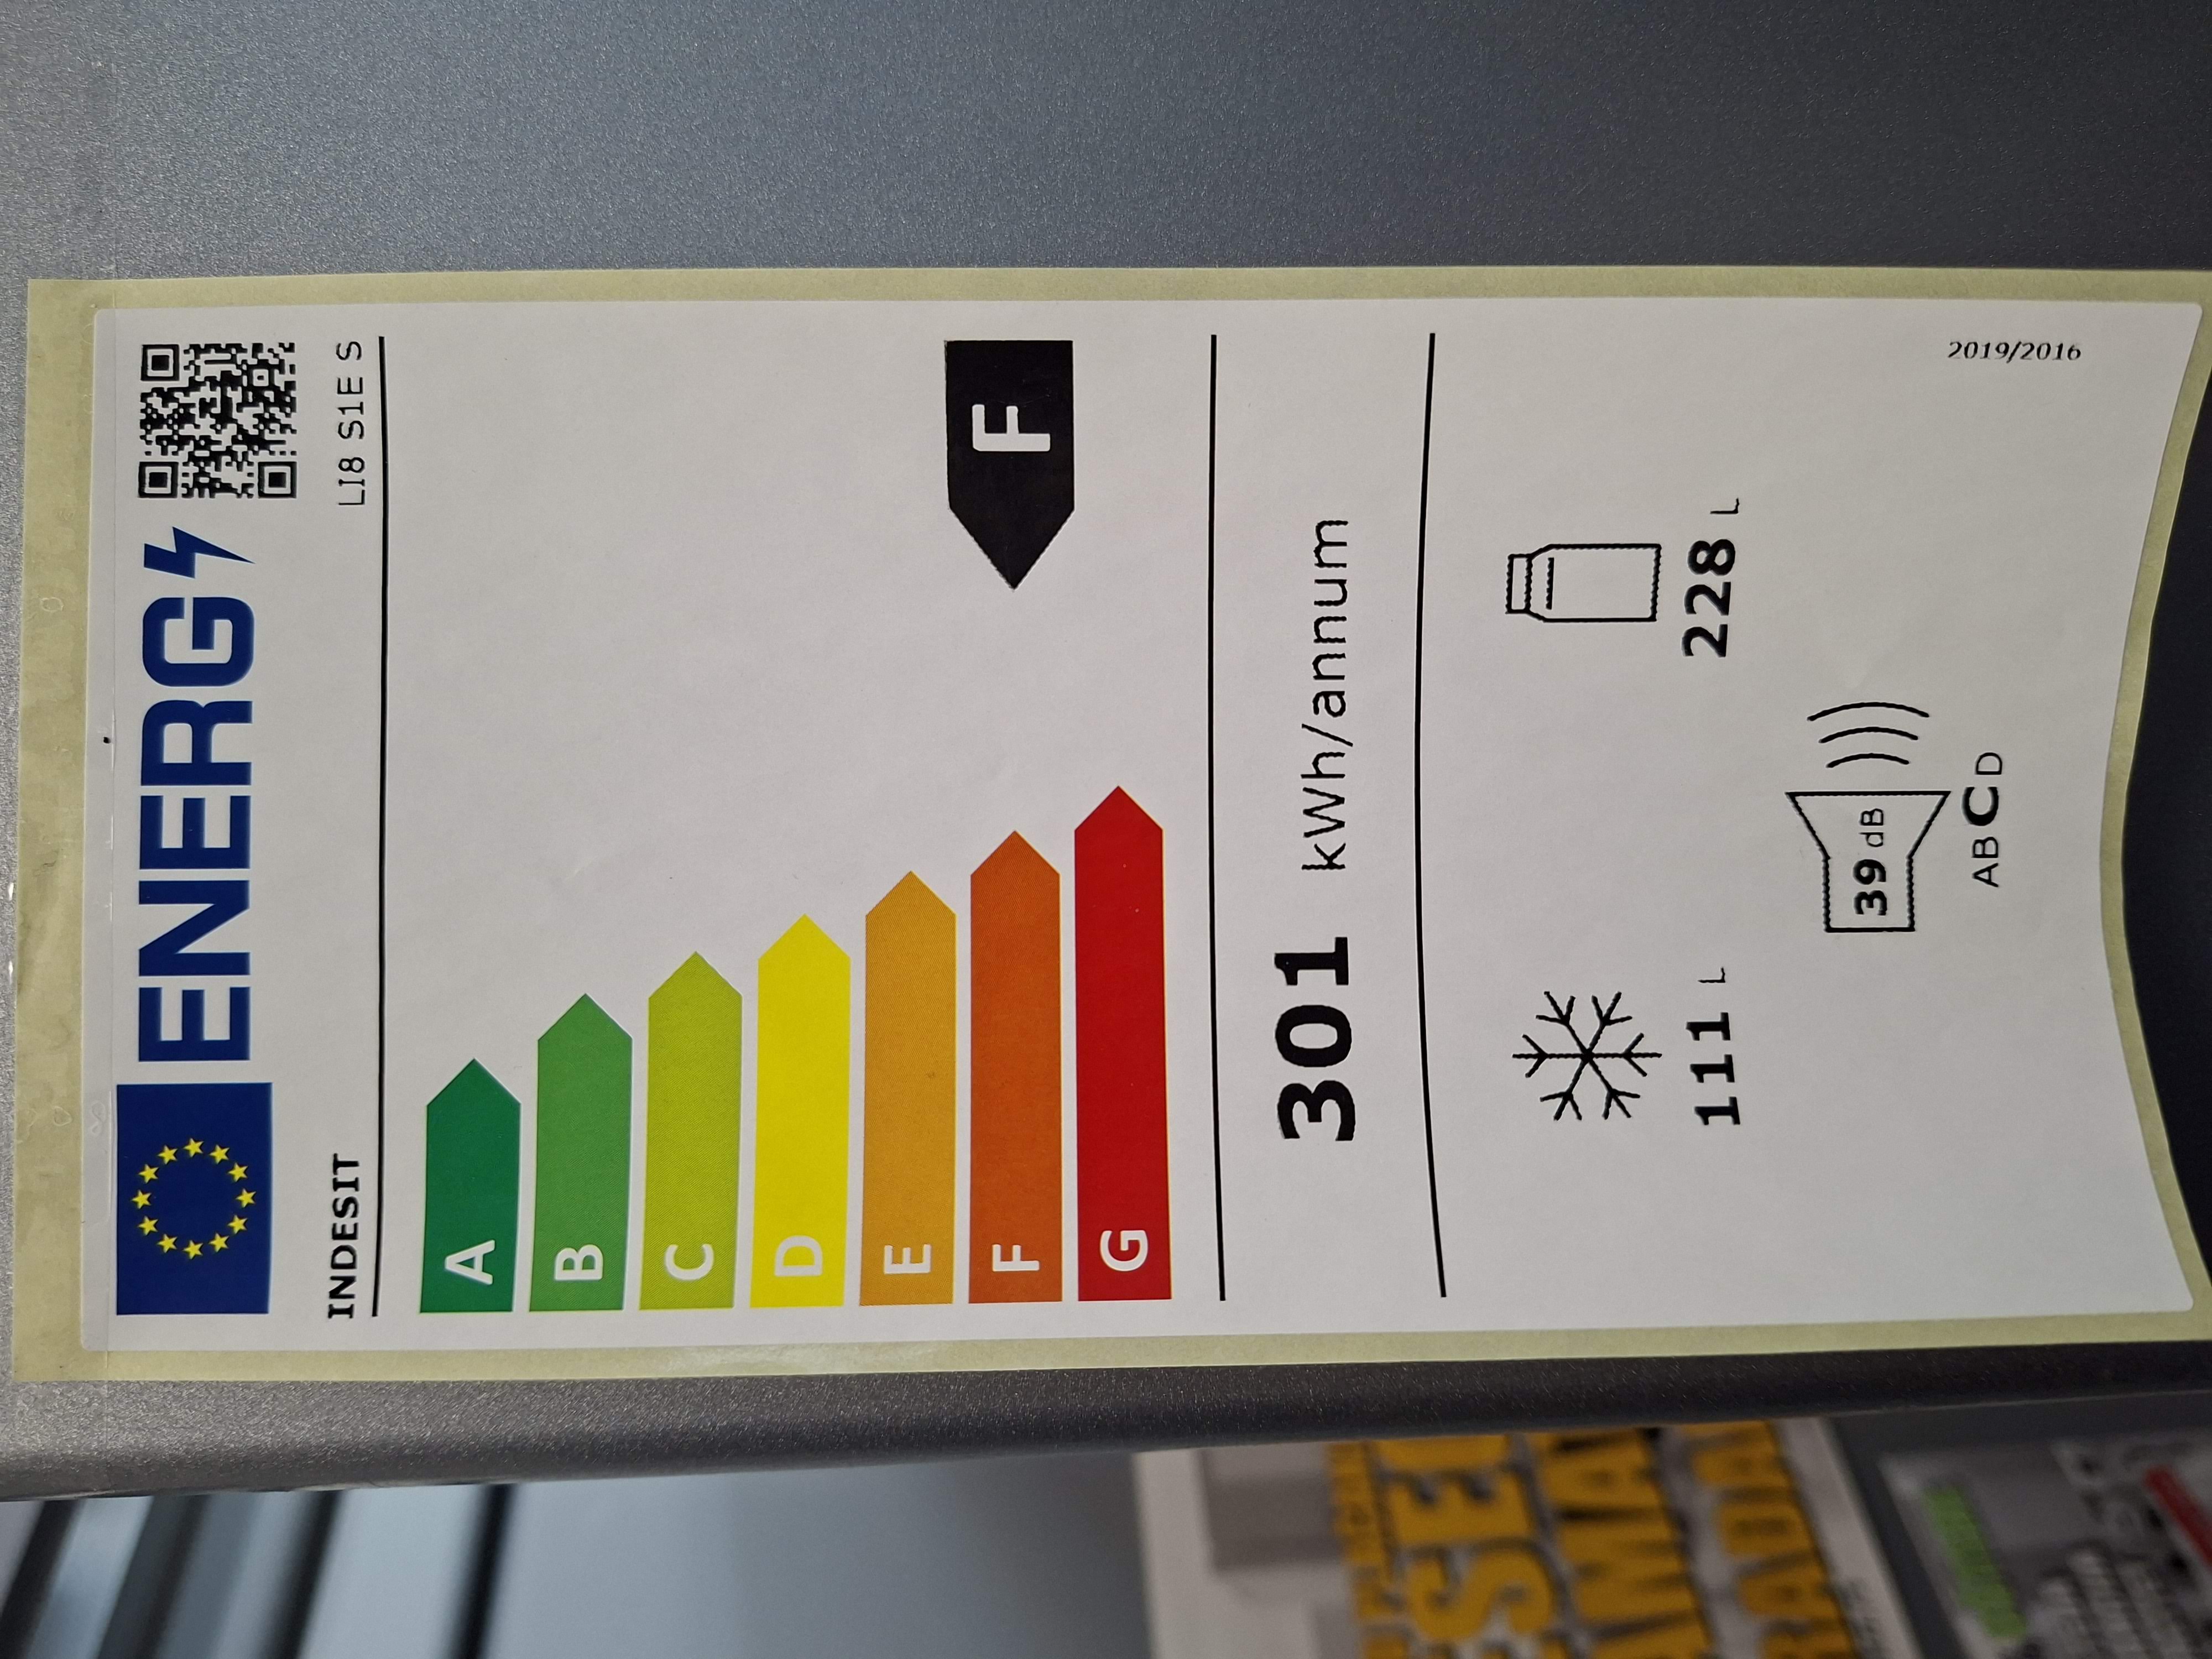 ENERG
INDESIT
LI8 S1E S
A
B
C
D
E
F
G
F
301 kWh/annum
111 L
228 L
39 dB
ABCD
2019/2016